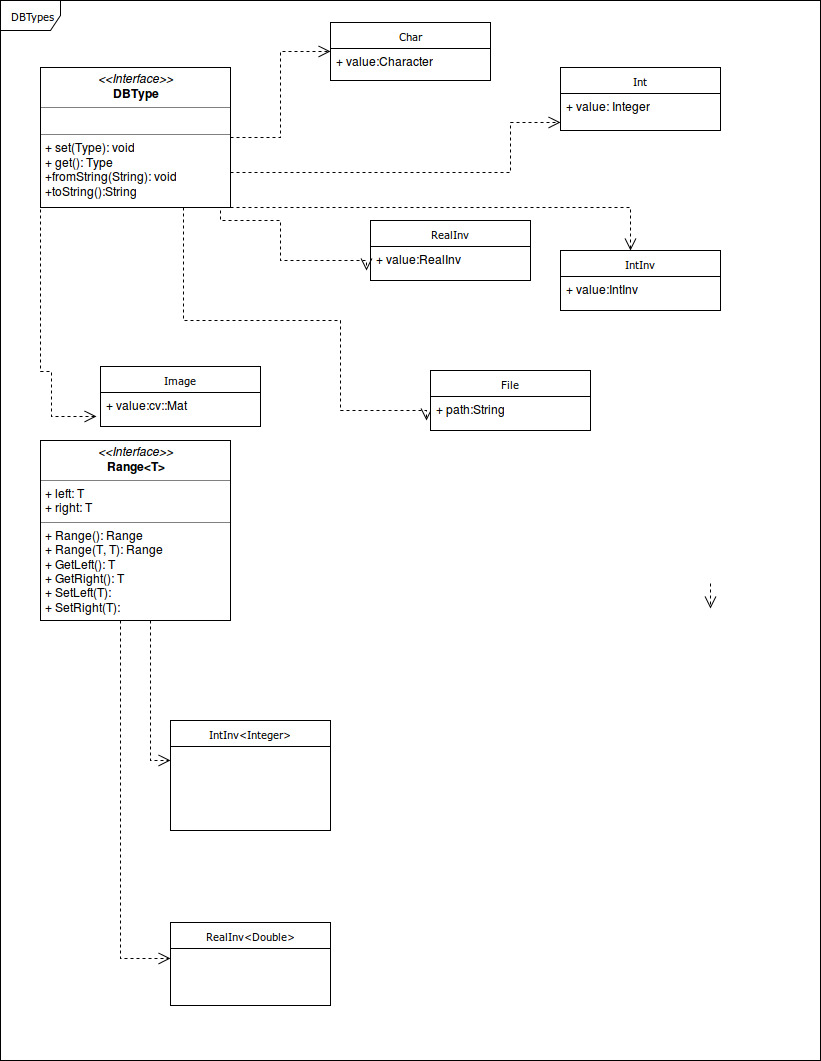 DBTypes
Char
+ value:Character
<<Interface>>
DBType
+ set(Type): void
+ get(): Type
+fromString(String): void
+toString():String
Int
+ value: Integer
RealInv
+ value:RealInv
IntInv
+ value:IntInv
Image
+ value:cv::Mat
File
+ path:String
<<Interface>>
Range<T>
+ left: T
+ right: T
+ Range(): Range
+ Range(T, T): Range
+ GetLeft(): T
+ GetRight(): T
+ SetLeft(T):
+ SetRight(T):
IntInv<Integer>
RealInv<Double>